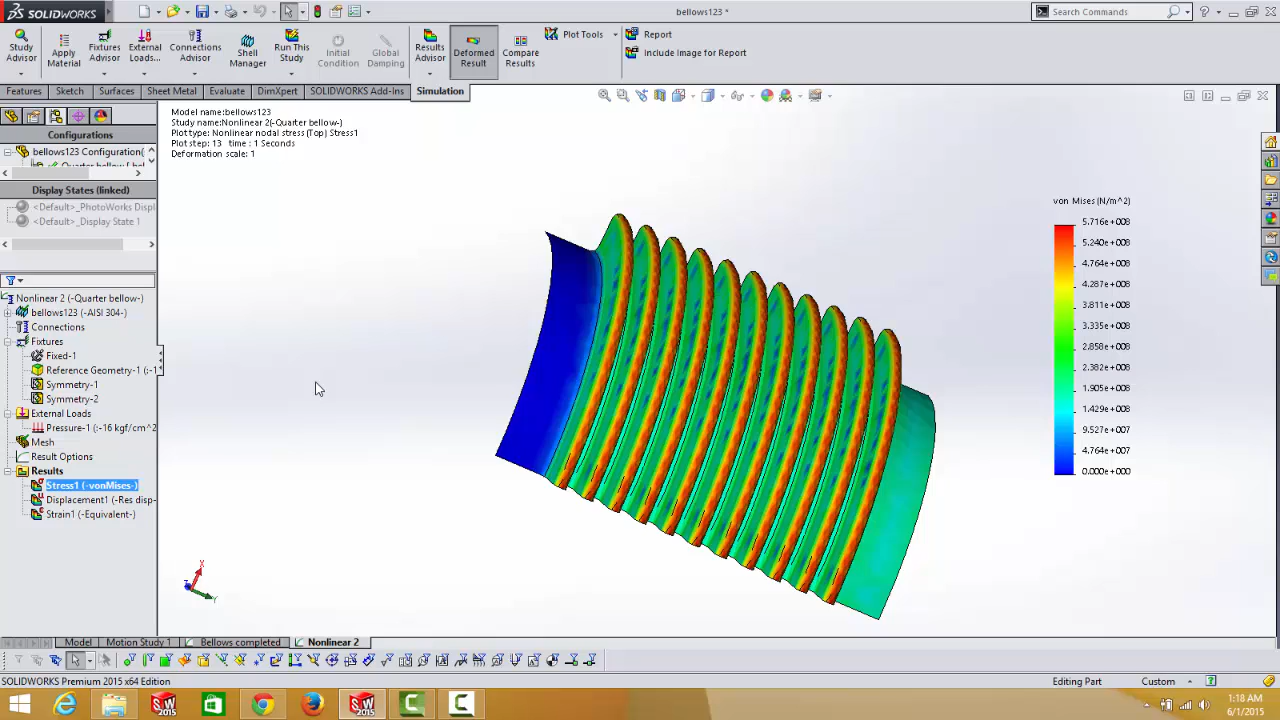 SOLIDWORKS
bellows123 *
Search Commands
Study Advisor
Apply Material
Fixtures Advisor
External Loads...
Connections Advisor
Shell Manager
Run This Study
Initial Condition
Global Damping
Results Advisor
Deformed Result
Compare Results
Plot Tools
Report
Include Image for Report
Features
Sketch
Surfaces
Sheet Metal
Evaluate
DimXpert
SOLIDWORKS Add-Ins
Simulation
Configurations
bellows123 Configuration(
Display States (linked)
<Default>_PhotoWorks Displ
<Default>_Display State 1
Nonlinear 2 (-Quarter bellow-)
bellows123 (-AISI 304-)
Connections
Fixtures
Fixed-1
Reference Geometry-1 (:-1
Symmetry-1
Symmetry-2
External Loads
Pressure-1 (:-16 kgf/cm^2
Mesh
Result Options
Results
Stress1 (-vonMises-)
Displacement1 (-Res disp-
Strain1 (-Equivalent-)
Model name:bellows123
Study name:Nonlinear 2(-Quarter bellow-)
Plot type: Nonlinear nodal stress (Top) Stress1
Plot step: 13 time : 1 Seconds
Deformation scale: 1
von Mises (N/m^2)
5.716e+008
5.240e+008
4.764e+008
4.287e+008
3.811e+008
3.335e+008
2.858e+008
2.382e+008
1.905e+008
1.429e+008
9.527e+007
4.764e+007
0.000e+000
X
Y
Model
Motion Study 1
Bellows completed
Nonlinear 2
SOLIDWORKS Premium 2015 x64 Edition
Editing Part
Custom
1:18 AM
6/1/2015